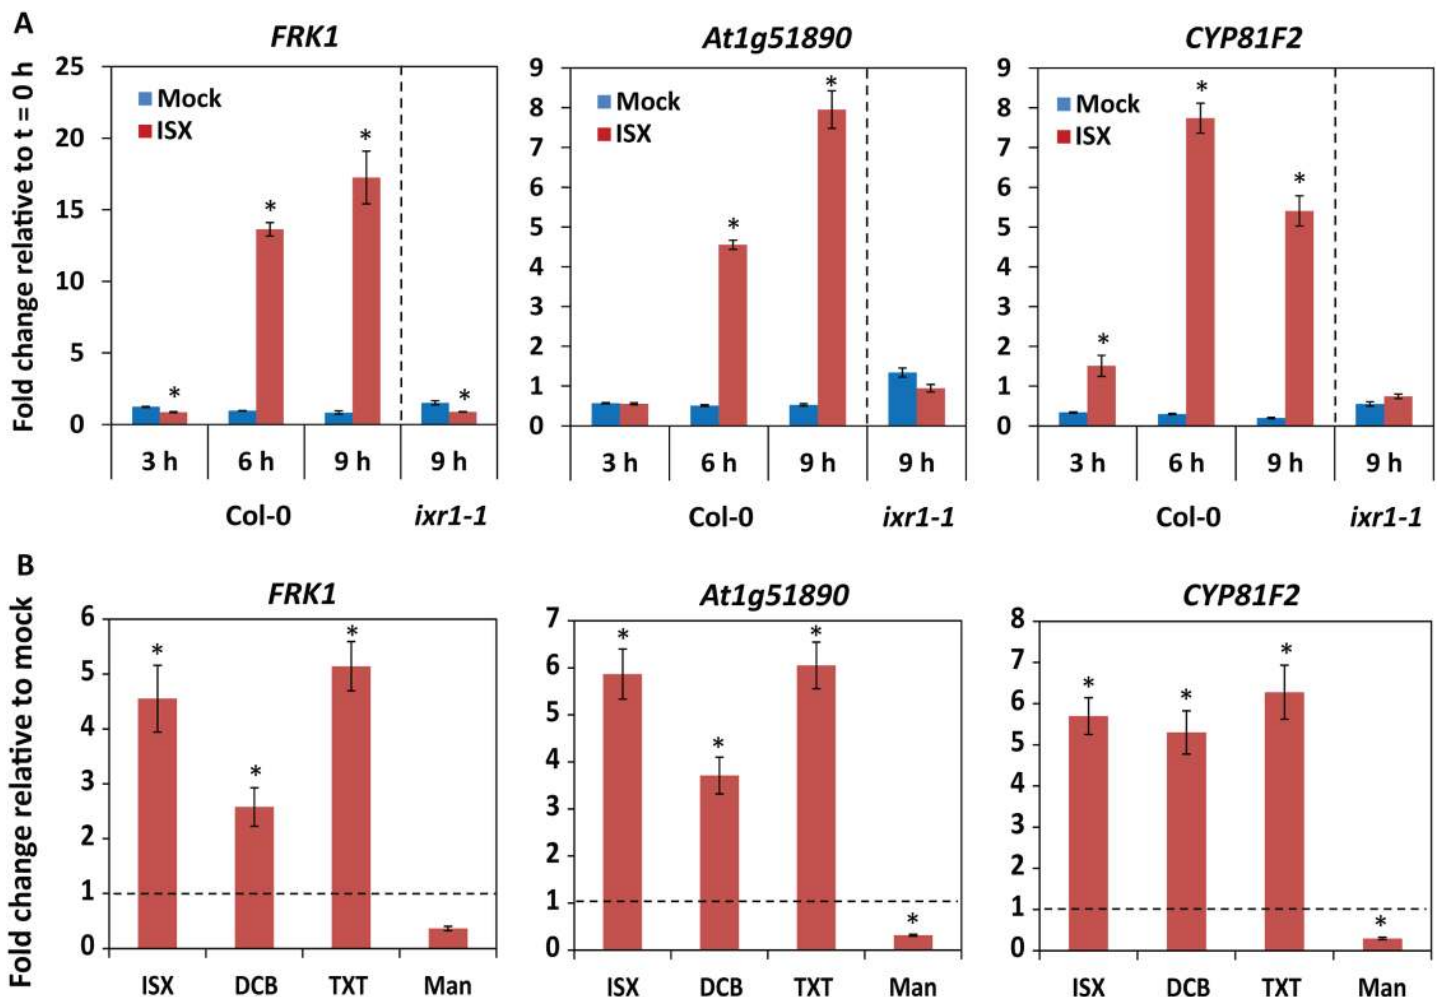 A
FRK1
At1g51890
CYP81F2
Fold change relative to t = 0 h
25
20
15
10
5
0
Mock
ISX
*
*
*
*
3 h
6 h
9 h
9 h
Col-0
ixr1-1
9
8
7
6
5
4
3
2
1
0
Mock
ISX
*
*
3 h
6 h
9 h
9 h
Col-0
ixr1-1
9
8
7
6
5
4
3
2
1
0
Mock
ISX
*
*
*
3 h
6 h
9 h
9 h
Col-0
ixr1-1
B
FRK1
At1g51890
CYP81F2
Fold change relative to mock
6
5
4
3
2
1
0
*
*
*
ISX
DCB
TXT
Man
7
6
5
4
3
2
1
0
*
*
*
*
ISX
DCB
TXT
Man
8
7
6
5
4
3
2
1
0
*
*
*
*
ISX
DCB
TXT
Man